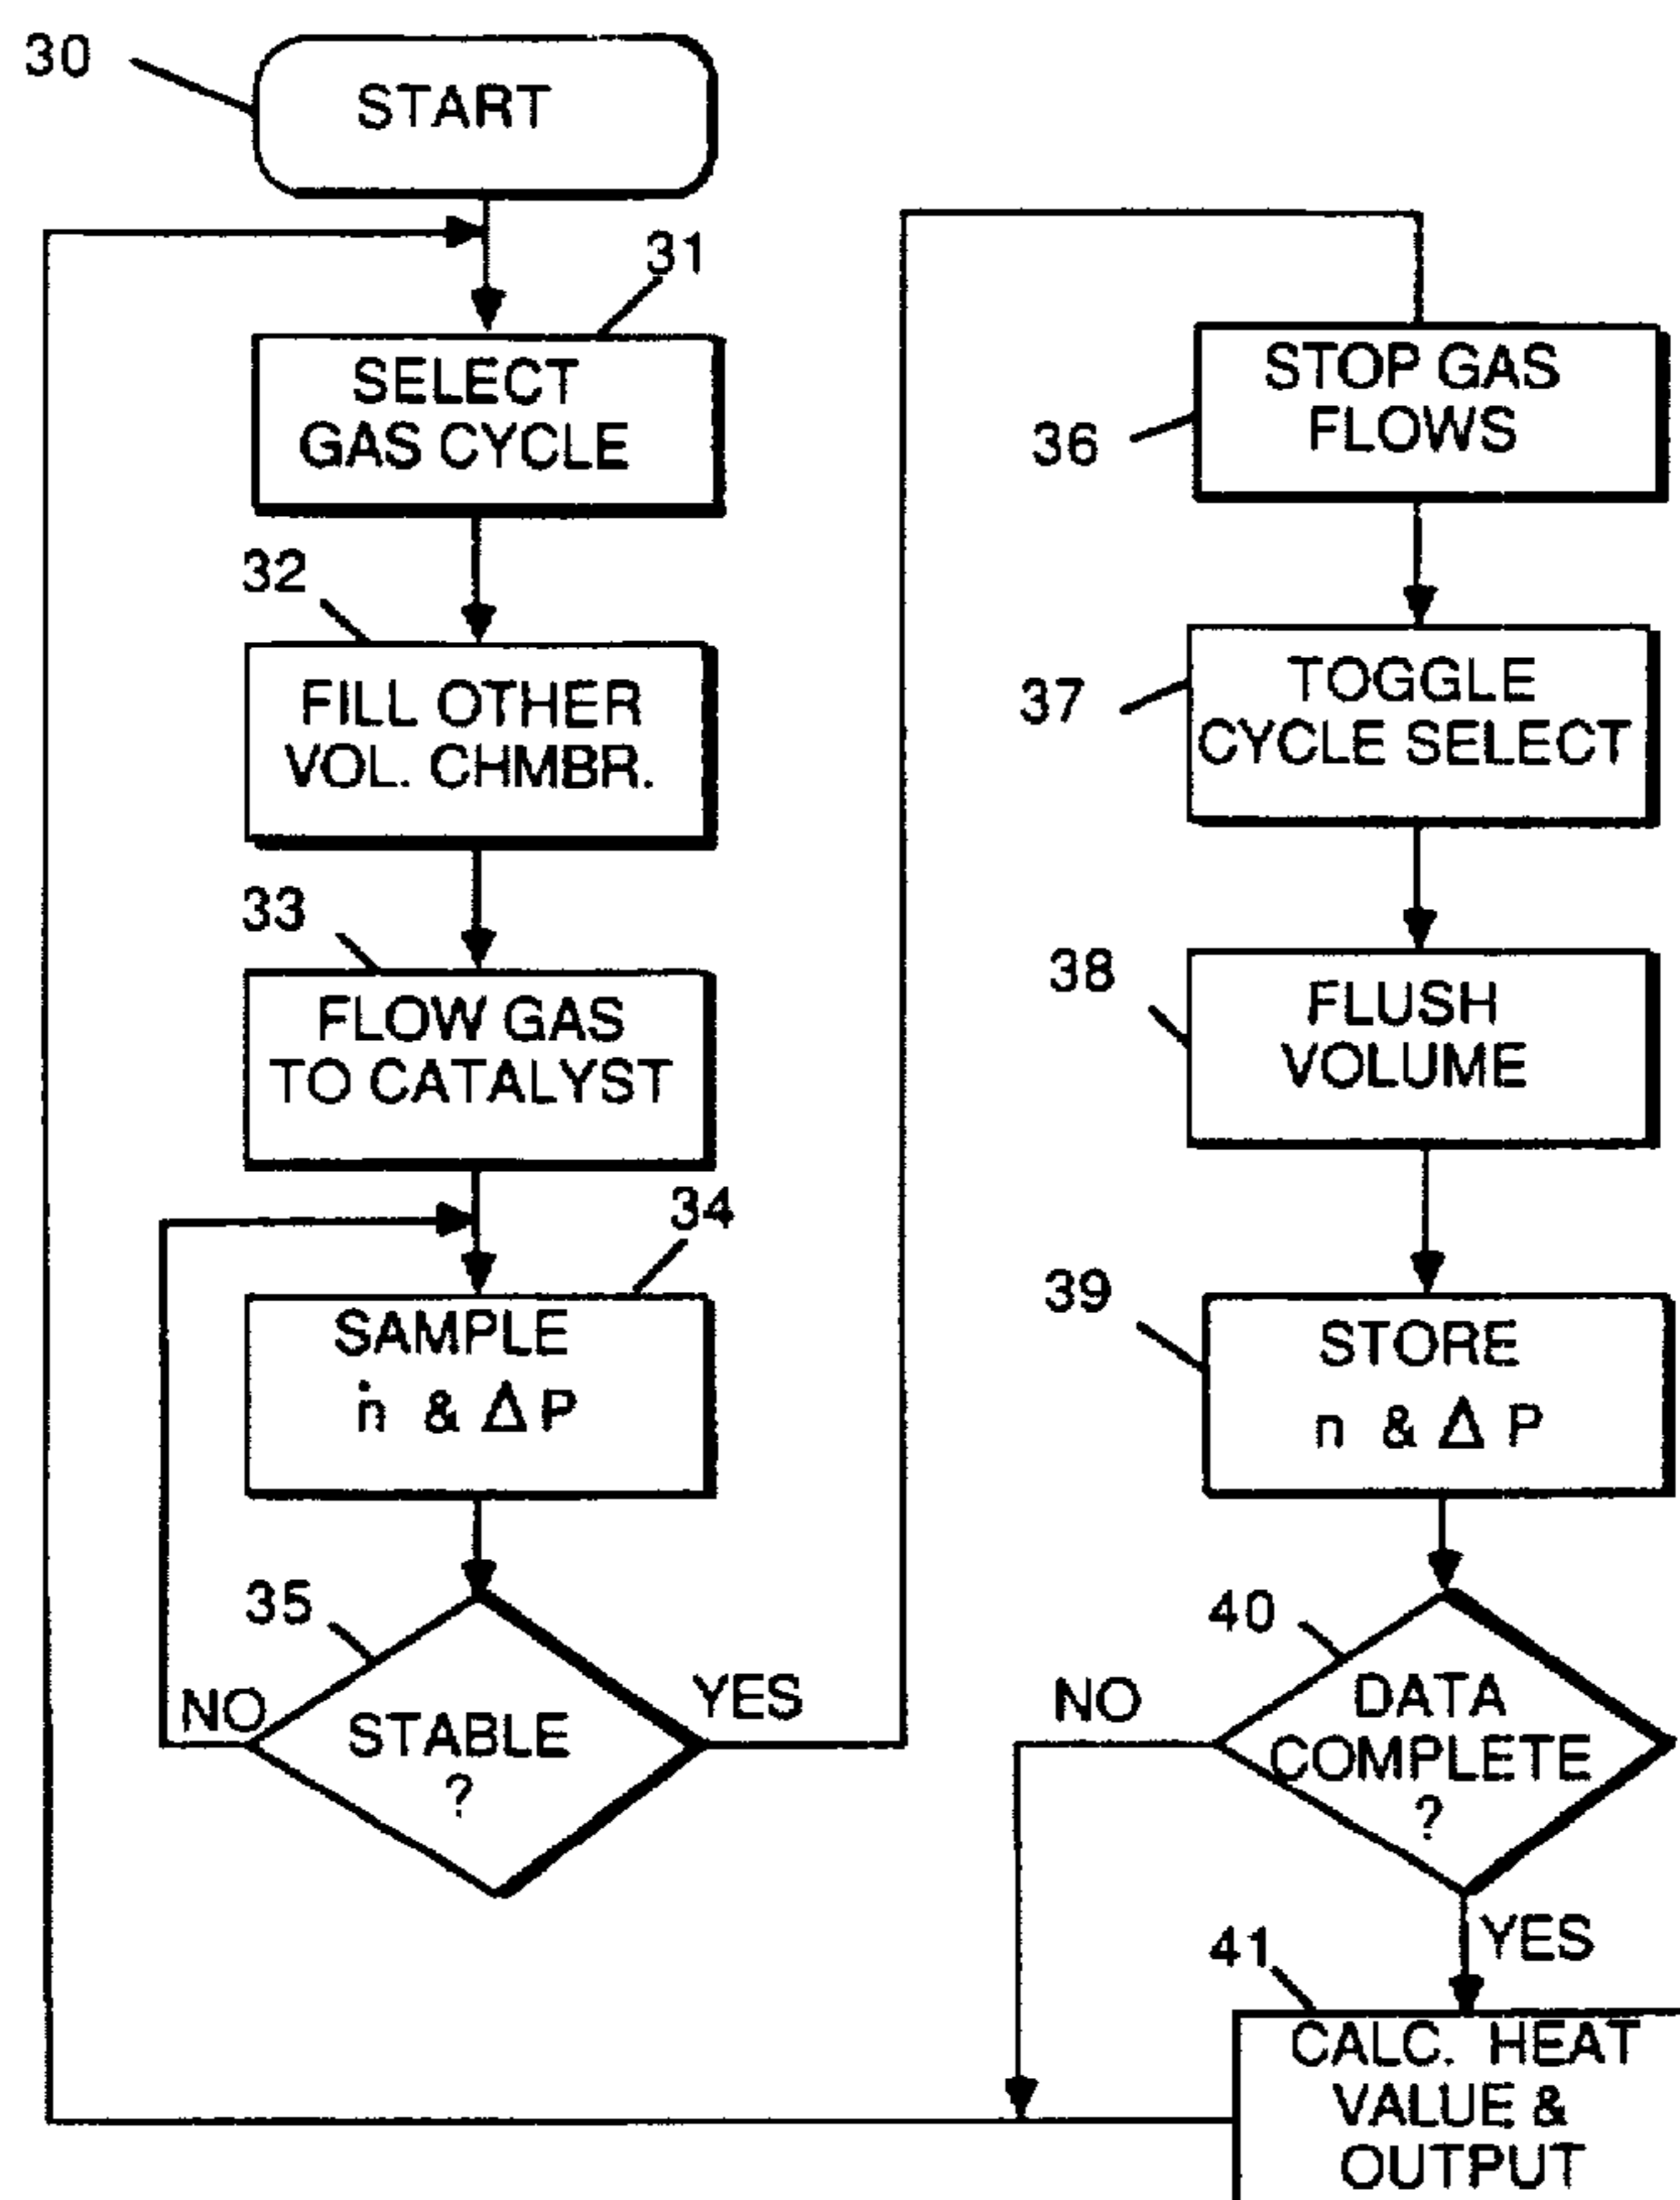 30
START
31
SELECT
GAS CYCLE
32
FILL OTHER
VOL. CHMBR.
33
FLOW GAS
TO CATALYST
34
SAMPLE
ṅ & Δ P
35
NO
STABLE
?
YES
36
STOP GAS
FLOWS
37
TOGGLE
CYCLE SELECT
38
FLUSH
VOLUME
39
STORE
n & Δ P
40
NO
DATA
COMPLETE
?
YES
41
CALC. HEAT
VALUE &
OUTPUT